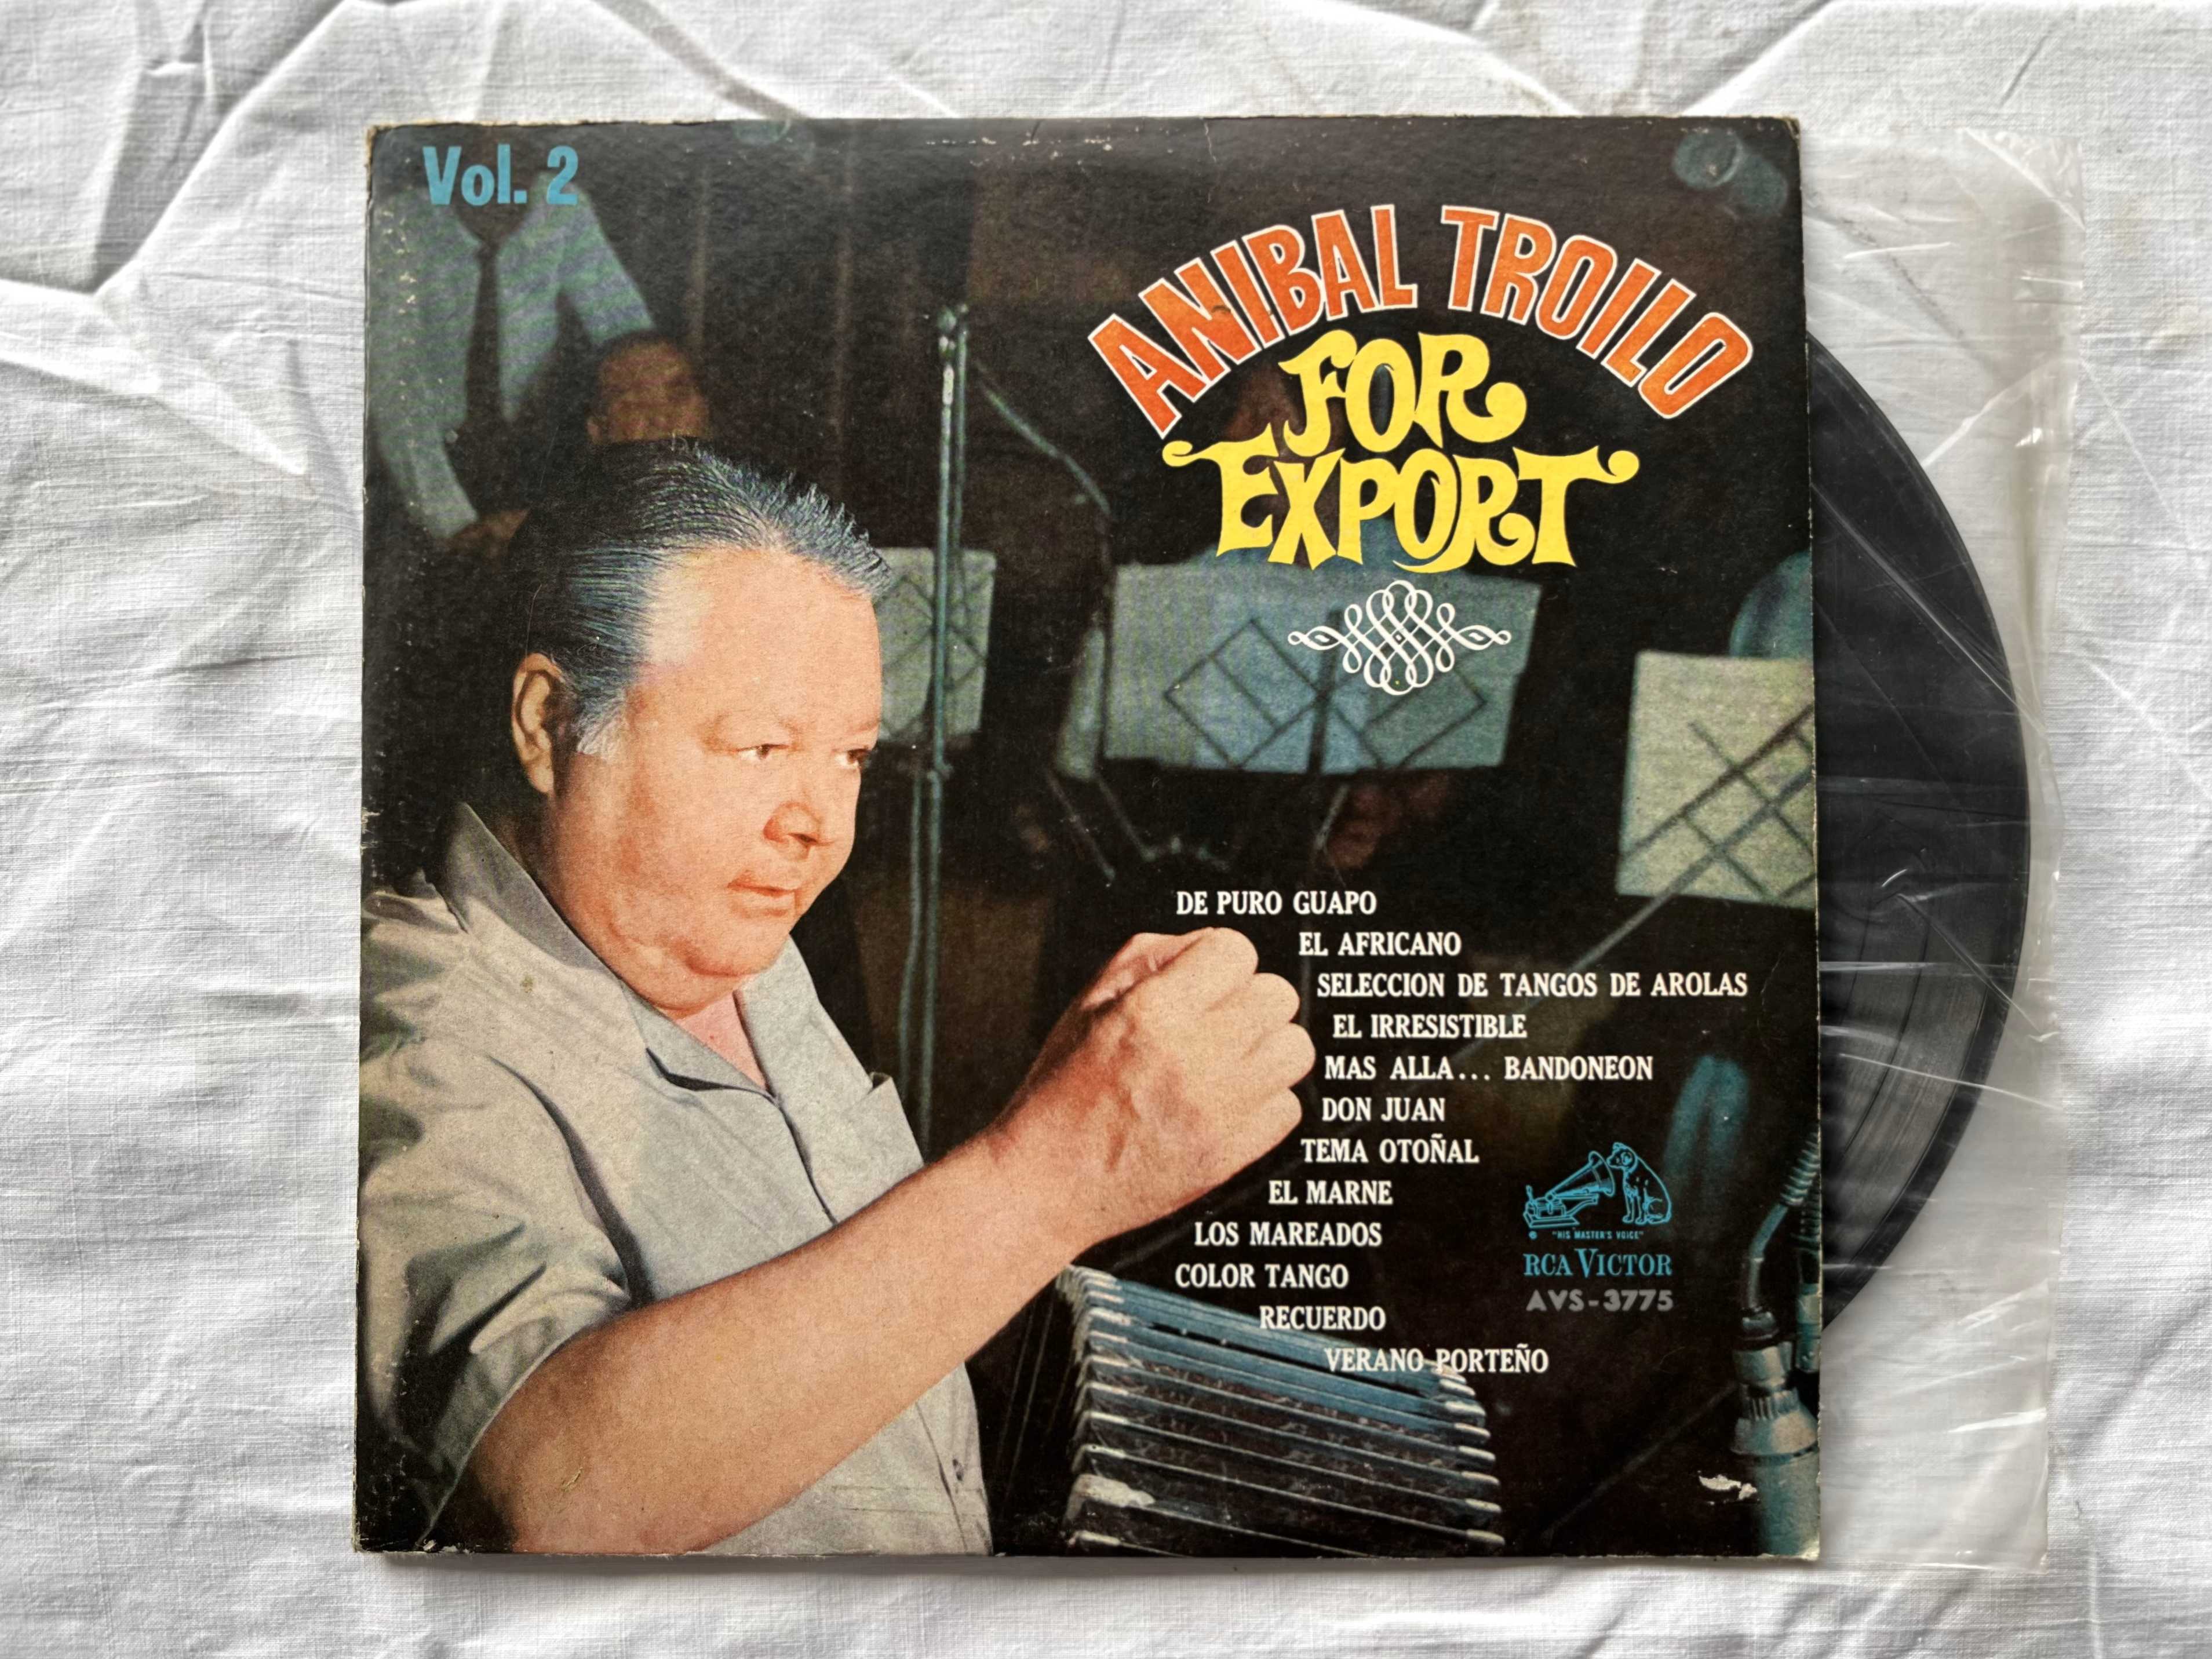 Vol. 2
ANIBAL TROILO
FOR
EXPORT
DE PURO GUAPO
EL AFRICANO
SELECCION DE TANGOS DE AROLAS
EL IRRESISTIBLE
MAS ALLA... BANDONEON
DON JUAN
TEMA OTOÑAL
EL MARNE
LOS MAREADOS
COLOR TANGO
RECUERDO
VERANO PORTEÑO
"HIS MASTER'S VOICE"
RCA VICTOR
AVS-3775